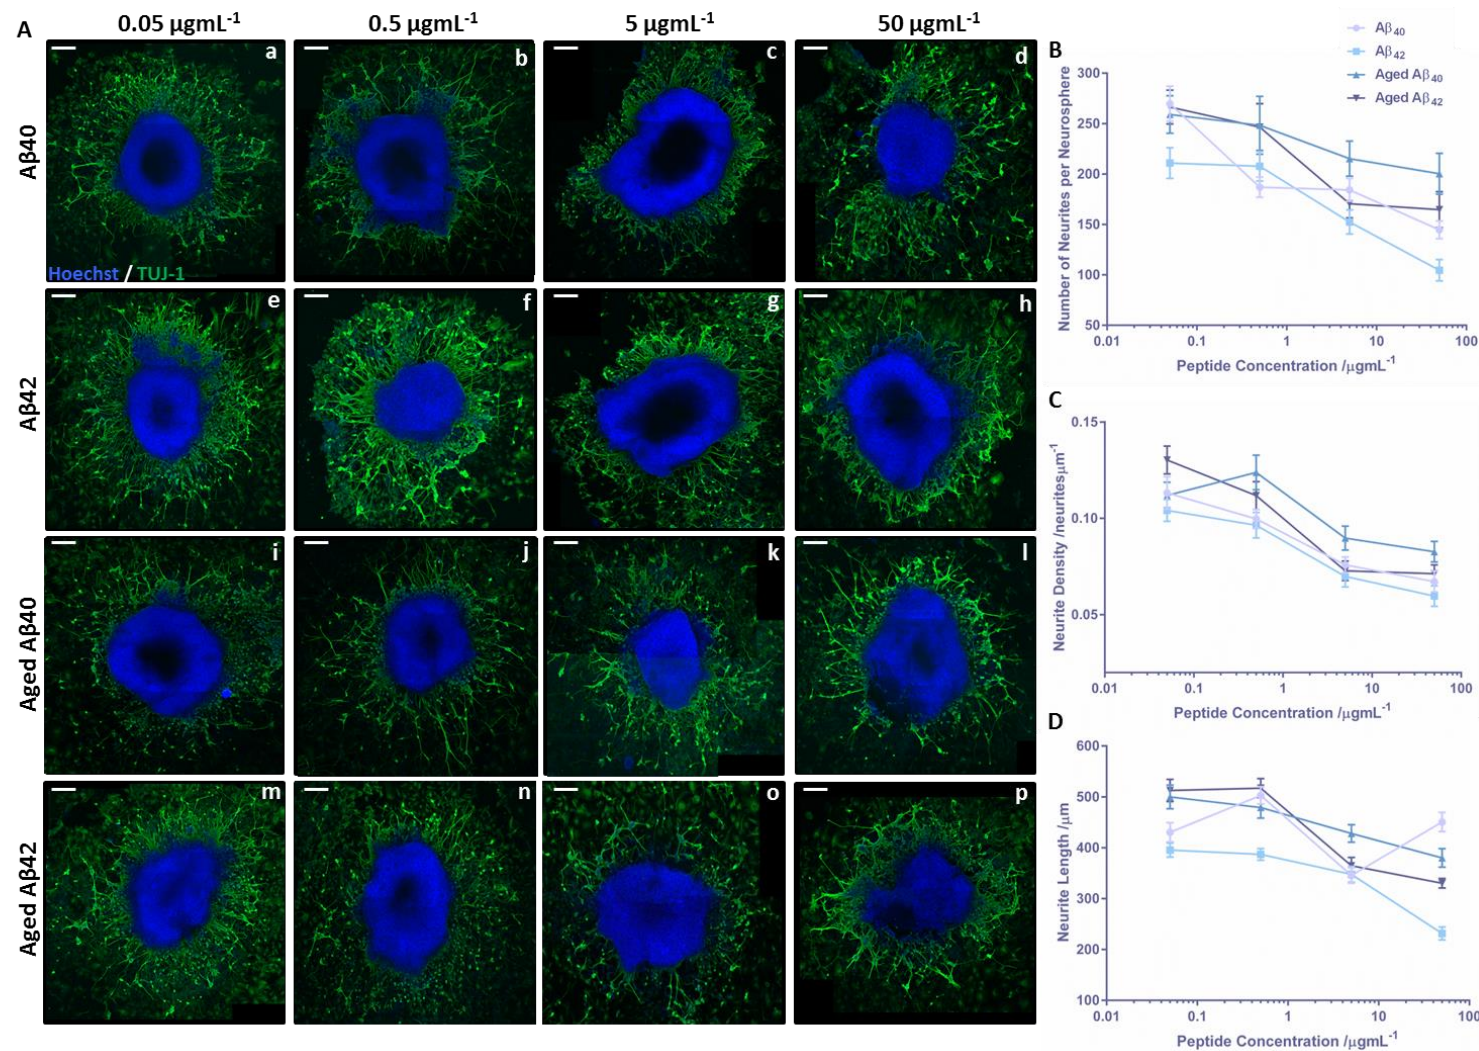 A
0.05 µgmL⁻¹
0.5 µgmL⁻¹
5 µgmL⁻¹
50 µgmL⁻¹
Aβ40
a
b
c
d
Hoechst / TUJ-1
Aβ42
e
f
g
h
Aged Aβ40
i
j
k
l
Aged Aβ42
m
n
o
p
B
Aβ₄₀
Aβ₄₂
Aged Aβ₄₀
Aged Aβ₄₂
Number of Neurites per Neurosphere
300
250
200
150
100
50
0.01 0.1 1 10 100
Peptide Concentration /µgmL⁻¹
C
Neurite Density /neuritesµm⁻¹
0.15
0.10
0.05
0.01 0.1 1 10 100
Peptide Concentration /µgmL⁻¹
D
Neurite Length /µm
600
500
400
300
200
100
0.01 0.1 1 10 100
Peptide Concentration /µgmL⁻¹